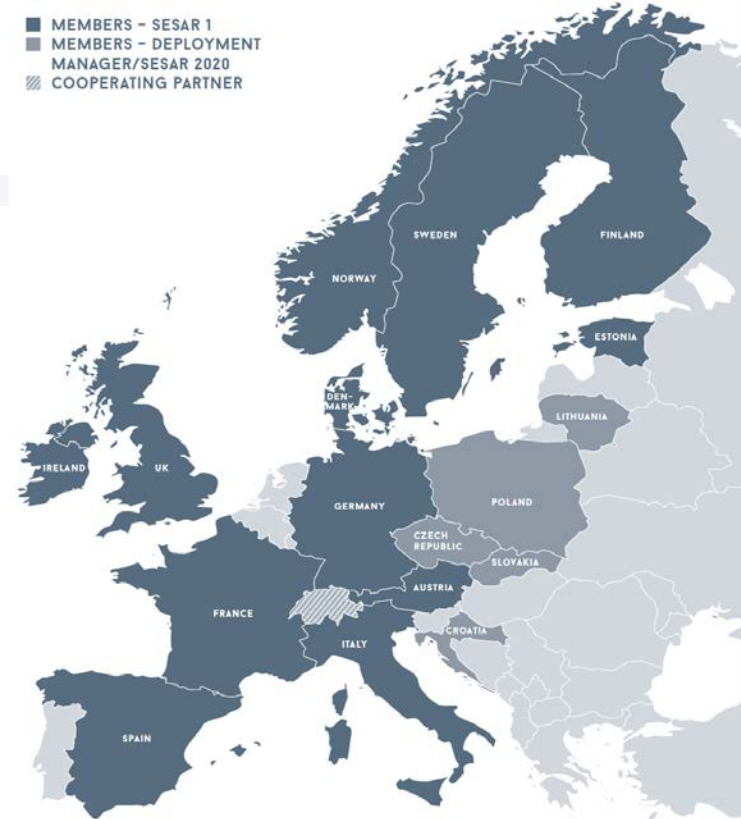 MEMBERS – SESAR 1
MEMBERS – DEPLOYMENT
MANAGER/SESAR 2020
COOPERATING PARTNER
SWEDEN
FINLAND
NORWAY
ESTONIA
DEN-
MARK
LITHUANIA
IRELAND
UK
GERMANY
POLAND
CZECH
REPUBLIC
SLOVAKIA
AUSTRIA
FRANCE
CROATIA
ITALY
SPAIN